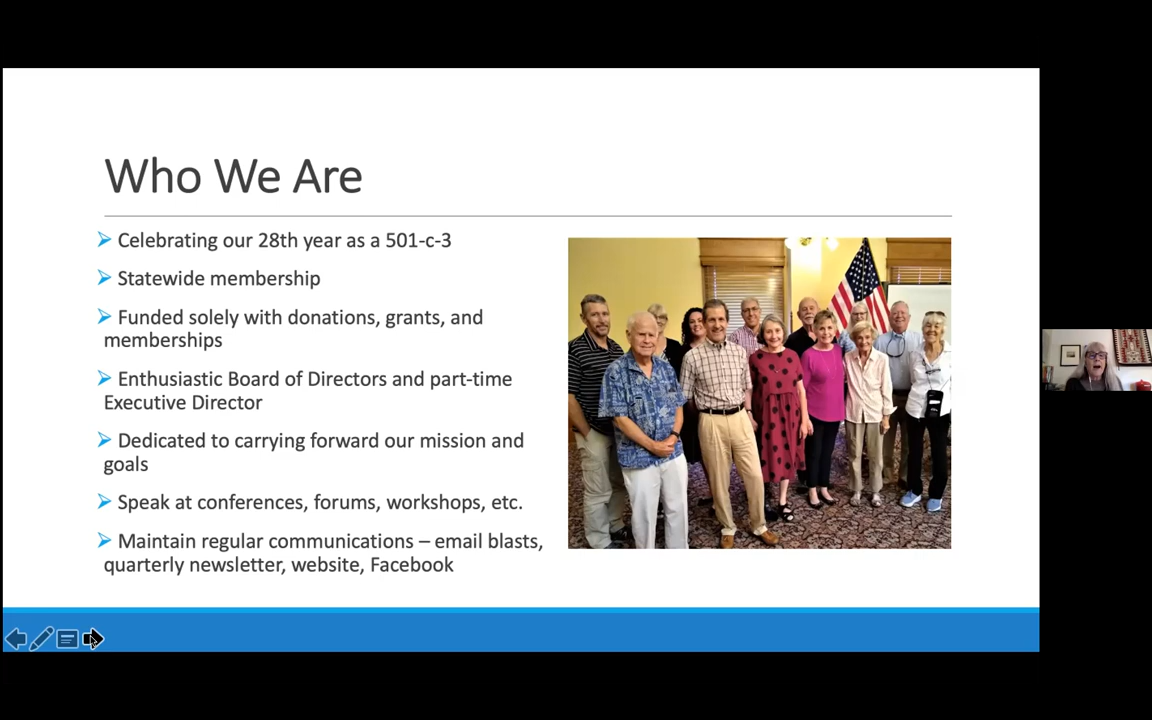 Who We Are
Celebrating our 28th year as a 501-c-3
Statewide membership
Funded solely with donations, grants, and
memberships
Enthusiastic Board of Directors and part-time
Executive Director
Dedicated to carrying forward our mission and
goals
Speak at conferences, forums, workshops, etc.
Maintain regular communications – email blasts,
quarterly newsletter, website, Facebook